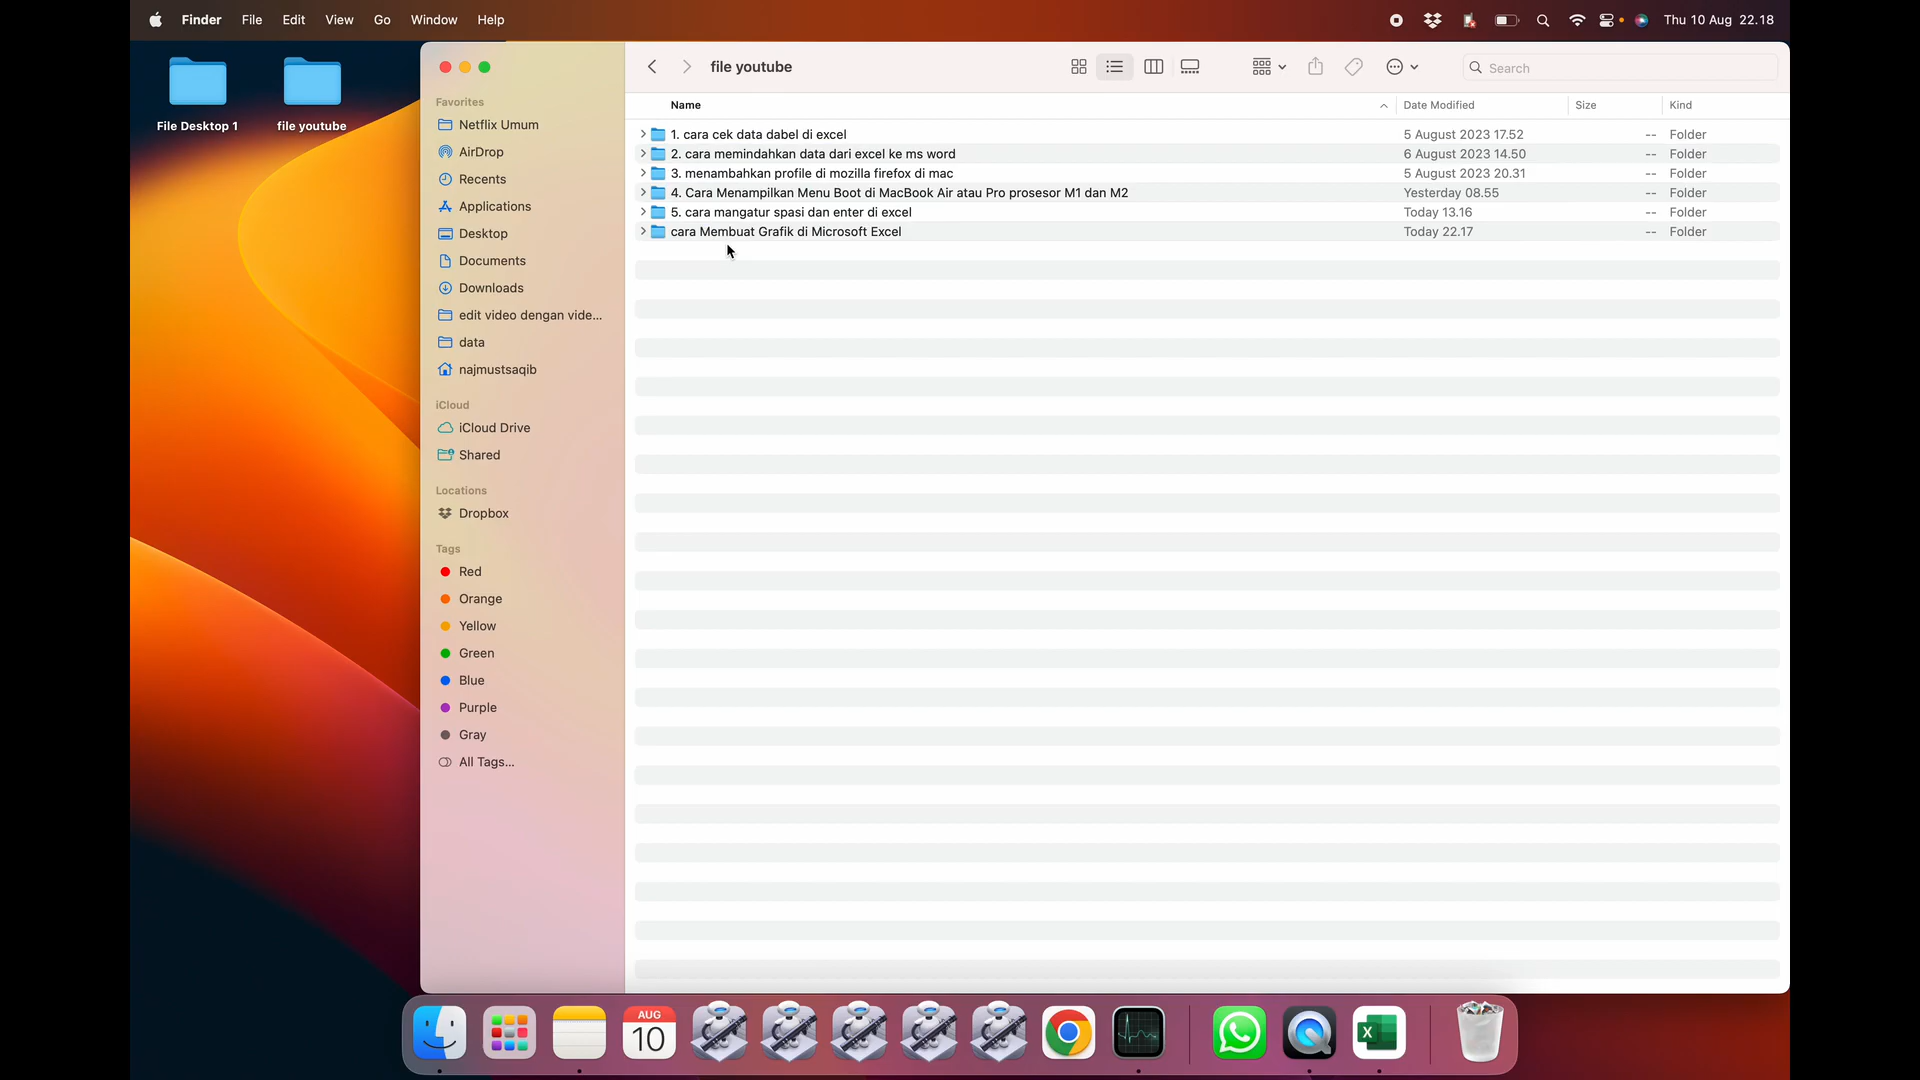 Finder File Edit View Go Window Help Thu 10 Aug 22.18
File Desktop 1
file youtube
Favorites
Netflix Umum
AirDrop
Recents
Applications
Desktop
Documents
Downloads
edit video dengan vide...
data
najmustsaqib
iCloud
iCloud Drive
Shared
Locations
Dropbox
Tags
Red
Orange
Yellow
Green
Blue
Purple
Gray
All Tags...
file youtube Search
Name Date Modified Size Kind
1. cara cek data dabel di excel 5 August 2023 17.52 -- Folder
2. cara memindahkan data dari excel ke ms word 6 August 2023 14.50 -- Folder
3. menambahkan profile di mozilla firefox di mac 5 August 2023 20.31 -- Folder
4. Cara Menampilkan Menu Boot di MacBook Air atau Pro prosesor M1 dan M2 Yesterday 08.55 -- Folder
5. cara mangatur spasi dan enter di excel Today 13.16 -- Folder
cara Membuat Grafik di Microsoft Excel Today 22.17 -- Folder
AUG
10
X